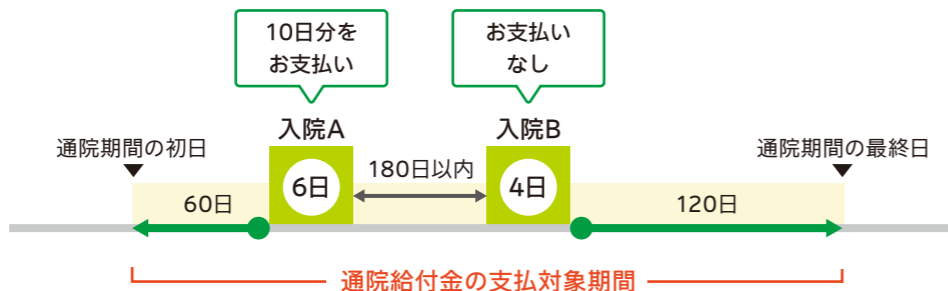 10日分を
お支払い
お支払い
なし
入院A
入院B
通院期間の初日
180日以内
通院期間の最終日
6日
4日
60日
120日
通院給付金の支払対象期間